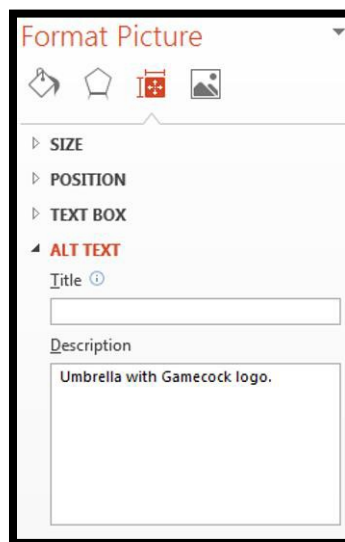 Format Picture
SIZE
POSITION
TEXT BOX
ALT TEXT
Title
Description
Umbrella with Gamecock logo.